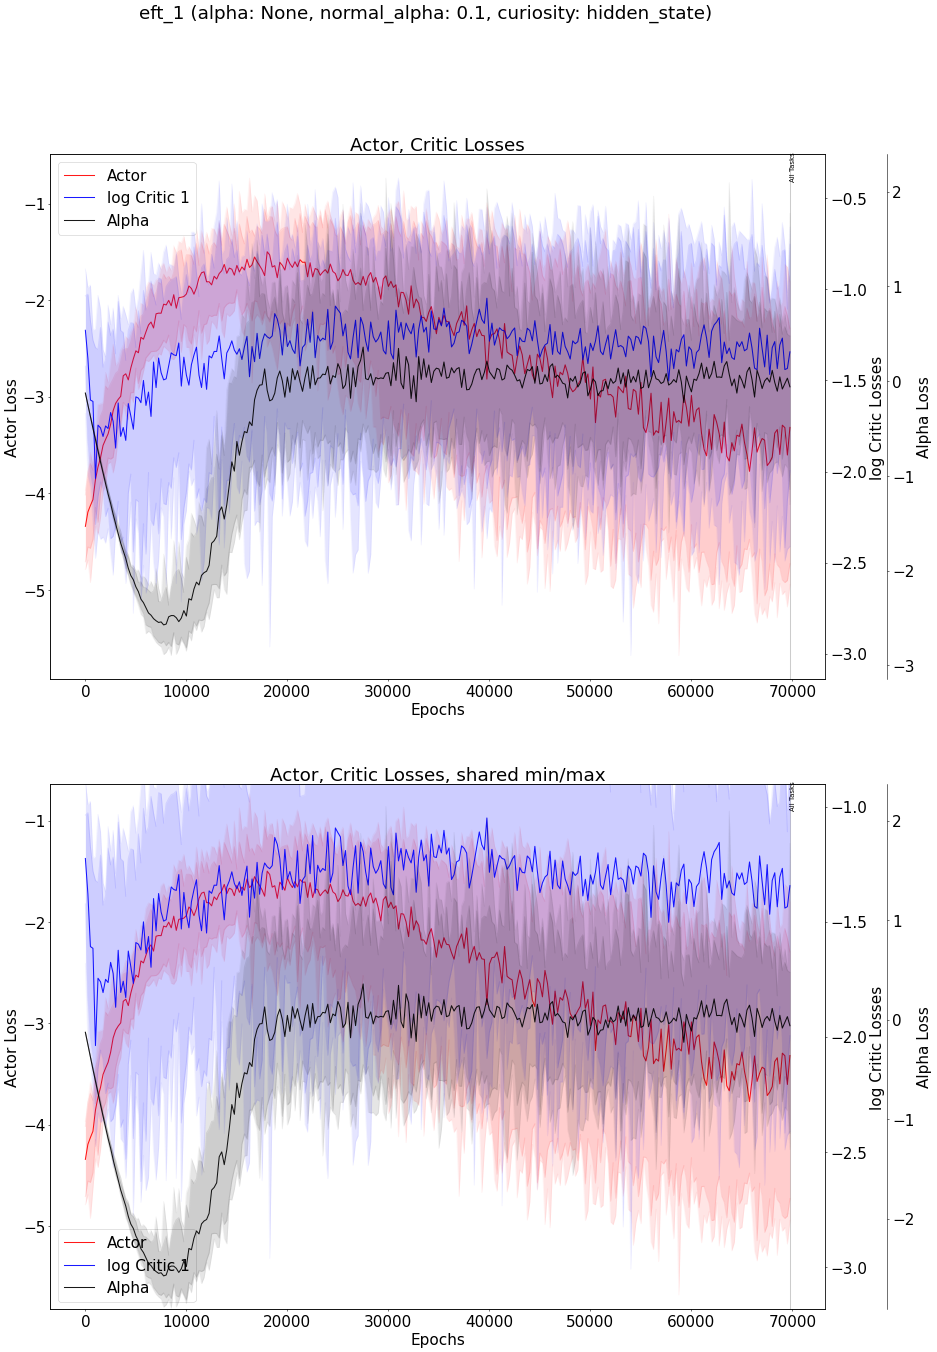 eft_1 (alpha: None, normal_alpha: 0.1, curiosity: hidden_state)
Actor, Critic Losses
Actor
log Critic 1
Alpha
All Tasks
−1
−2
−3
−4
−5
Actor Loss
−0.5
−1.0
−1.5
−2.0
−2.5
−3.0
log Critic Losses
2
1
0
−1
−2
−3
Alpha Loss
0 10000 20000 30000 40000 50000 60000 70000
Epochs
Actor, Critic Losses, shared min/max
All Tasks
−1
−2
−3
−4
−5
Actor Loss
−1.0
−1.5
−2.0
−2.5
−3.0
log Critic Losses
2
1
0
−1
−2
Alpha Loss
Actor
log Critic 1
Alpha
0 10000 20000 30000 40000 50000 60000 70000
Epochs